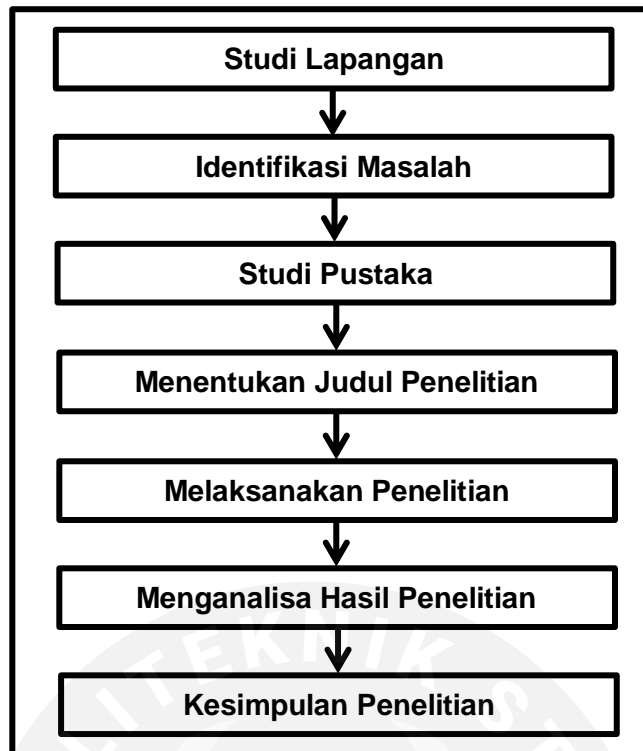 Studi Lapangan
Identifikasi Masalah
Studi Pustaka
Menentukan Judul Penelitian
Melaksanakan Penelitian
Menganalisa Hasil Penelitian
Kesimpulan Penelitian